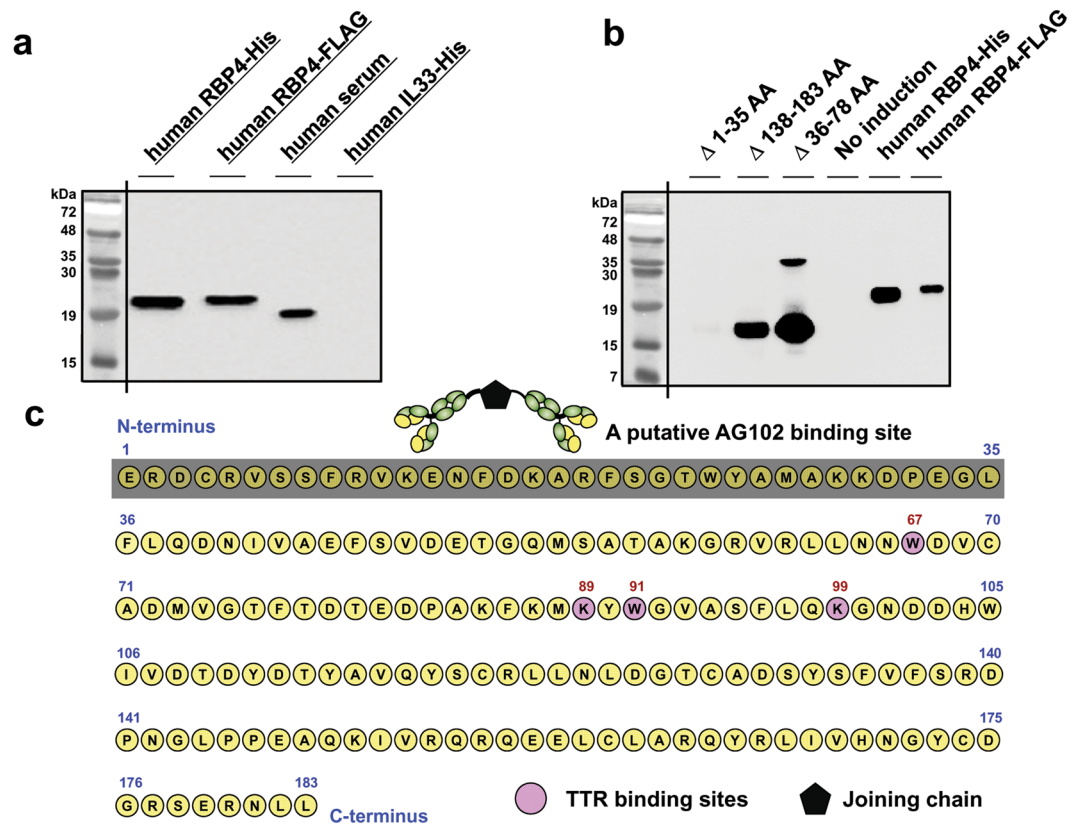 a
human RBP4-His
human RBP4-FLAG
human serum
human IL33-His
kDa
72
48
35
30
19
15
b
Δ 1-35 AA
Δ 138-183 AA
Δ 36-78 AA
No induction
human RBP4-His
human RBP4-FLAG
kDa
72
48
35
30
19
15
7
c
N-terminus
A putative AG102 binding site
1 35
E R D C R V S S F R V K E N F D K A R F S G T W Y A M A K K D P E G L
36 67 70
F L Q D N I V A E F S V D E T G Q M S A T A K G R V R L L N N W D V C
71 89 91 99 105
A D M V G T F T D T E D P A K F K M K Y W G V A S F L Q K G N D D H W
106 140
I V D T D Y D T Y A V Q Y S C R L L N L D G T C A D S Y S F V F S R D
141 175
P N G L P P E A Q K I V R Q R Q E E L C L A R Q Y R L I V H N G Y C D
176 183
G R S E R N L L
C-terminus
TTR binding sites
Joining chain